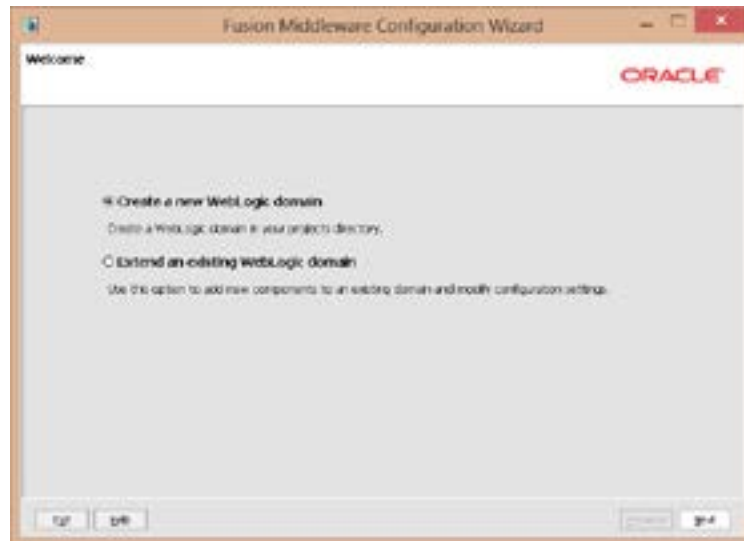 Fusion Middleware Configuration Wizard
Welcome
ORACLE
Create a new WebLogic domain
Create a WebLogic domain in your projects directory.
Extend an existing WebLogic domain
Use this option to add new components to an existing domain and modify configuration settings.
Exit Help
Next